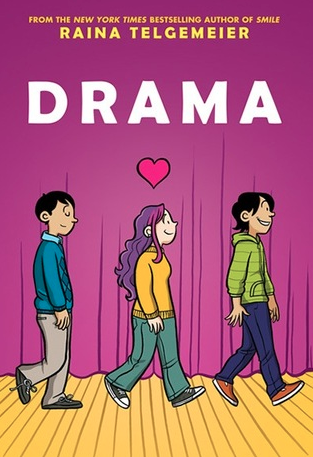 FROM THE NEW YORK TIMES BESTSELLING AUTHOR OF SMILE
RAINA TELGEMEIER
DRAMA